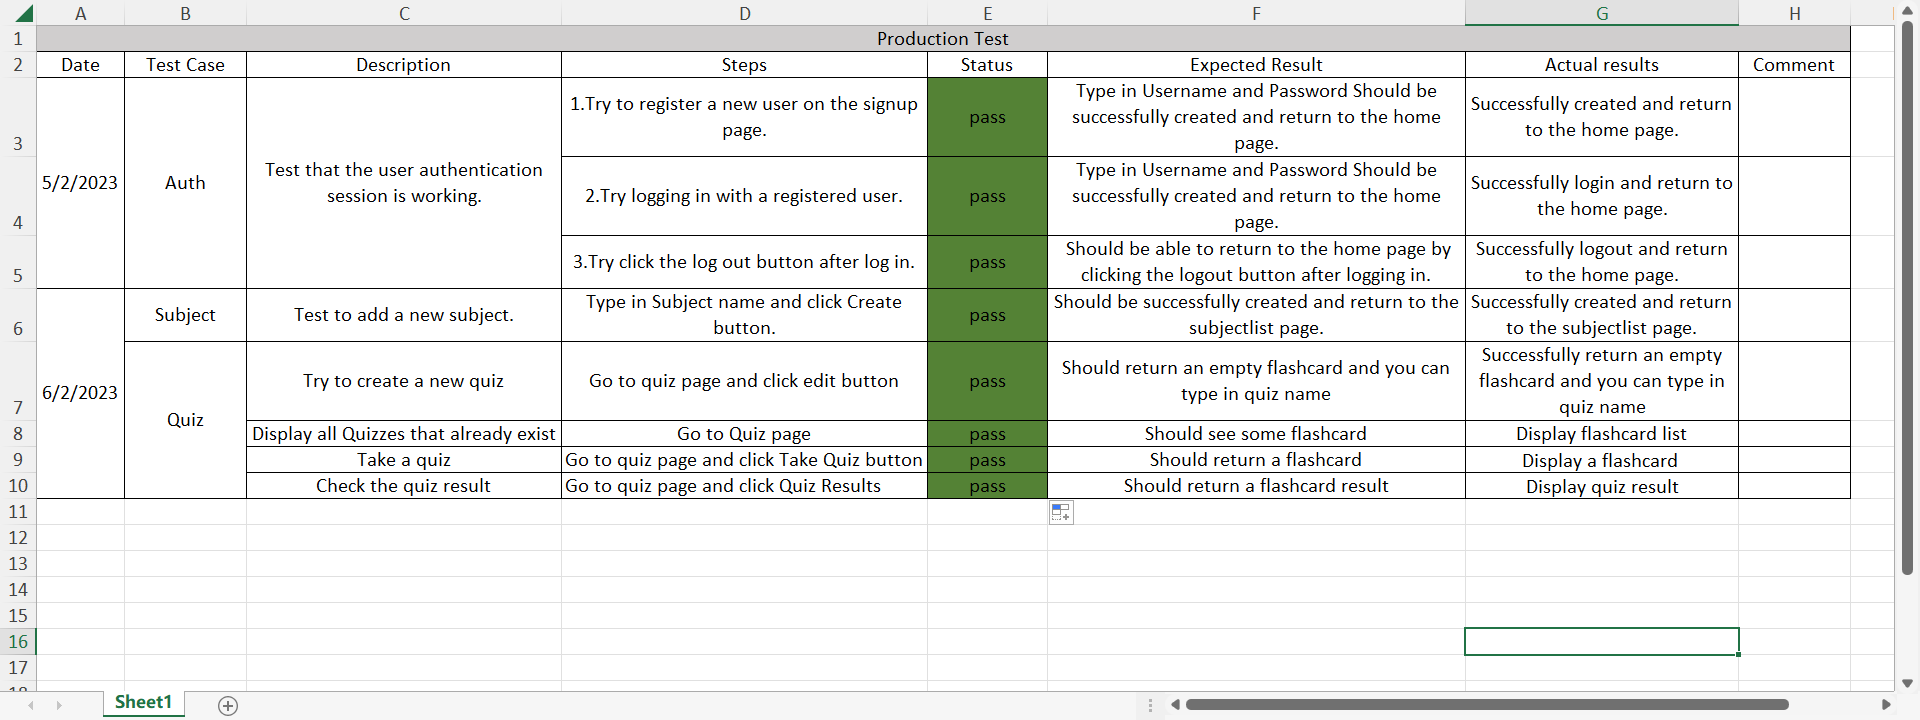 A B C D E F G H
1 Production Test
2 Date Test Case Description Steps Status Expected Result Actual results Comment
3
4
5
5/2/2023
Auth
Test that the user authentication
session is working.
1.Try to register a new user on the signup
page.
pass
Type in Username and Password Should be
successfully created and return to the home
page.
Successfully created and return
to the home page.
2.Try logging in with a registered user.
pass
Type in Username and Password Should be
successfully created and return to the home
page.
Successfully login and return to
the home page.
3.Try click the log out button after log in.
pass
Should be able to return to the home page by
clicking the logout button after logging in.
Successfully logout and return
to the home page.
6
6/2/2023
Subject
Test to add a new subject.
Type in Subject name and click Create
button.
pass
Should be successfully created and return to the
subjectlist page.
Successfully created and return
to the subjectlist page.
7
Quiz
Try to create a new quiz
Go to quiz page and click edit button
pass
Should return an empty flashcard and you can
type in quiz name
Successfully return an empty
flashcard and you can type in
quiz name
8 Display all Quizzes that already exist Go to Quiz page pass Should see some flashcard Display flashcard list
9 Take a quiz Go to quiz page and click Take Quiz button pass Should return a flashcard Display a flashcard
10 Check the quiz result Go to quiz page and click Quiz Results pass Should return a flashcard result Display quiz result
11
12
13
14
15
16
17
Sheet1